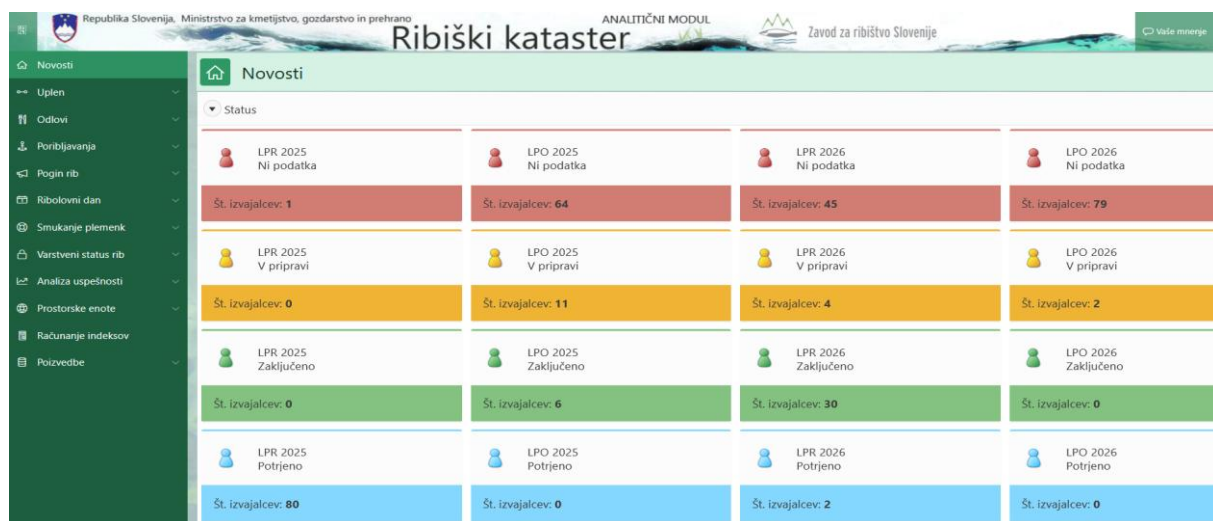 Republika Slovenija, Ministrstvo za kmetijstvo, gozdarstvo in prehrano
ANALITIČNI MODUL
Ribiški kataster
Zavod za ribištvo Slovenije
Vaše mnenje
Novosti
Uplen
Odlovi
Poribljavanja
Pogin rib
Ribolovni dan
Smukanje plemenk
Varstveni status rib
Analiza uspešnosti
Prostorske enote
Računanje indeksov
Poizvedbe
Novosti
Status
LPR 2025
Ni podatka
Št. izvajalcev: 1
LPO 2025
Ni podatka
Št. izvajalcev: 64
LPR 2026
Ni podatka
Št. izvajalcev: 45
LPO 2026
Ni podatka
Št. izvajalcev: 79
LPR 2025
V pripravi
Št. izvajalcev: 0
LPO 2025
V pripravi
Št. izvajalcev: 11
LPR 2026
V pripravi
Št. izvajalcev: 4
LPO 2026
V pripravi
Št. izvajalcev: 2
LPR 2025
Zaključeno
Št. izvajalcev: 0
LPO 2025
Zaključeno
Št. izvajalcev: 6
LPR 2026
Zaključeno
Št. izvajalcev: 30
LPO 2026
Zaključeno
Št. izvajalcev: 0
LPR 2025
Potrjeno
Št. izvajalcev: 80
LPO 2025
Potrjeno
Št. izvajalcev: 0
LPR 2026
Potrjeno
Št. izvajalcev: 2
LPO 2026
Potrjeno
Št. izvajalcev: 0